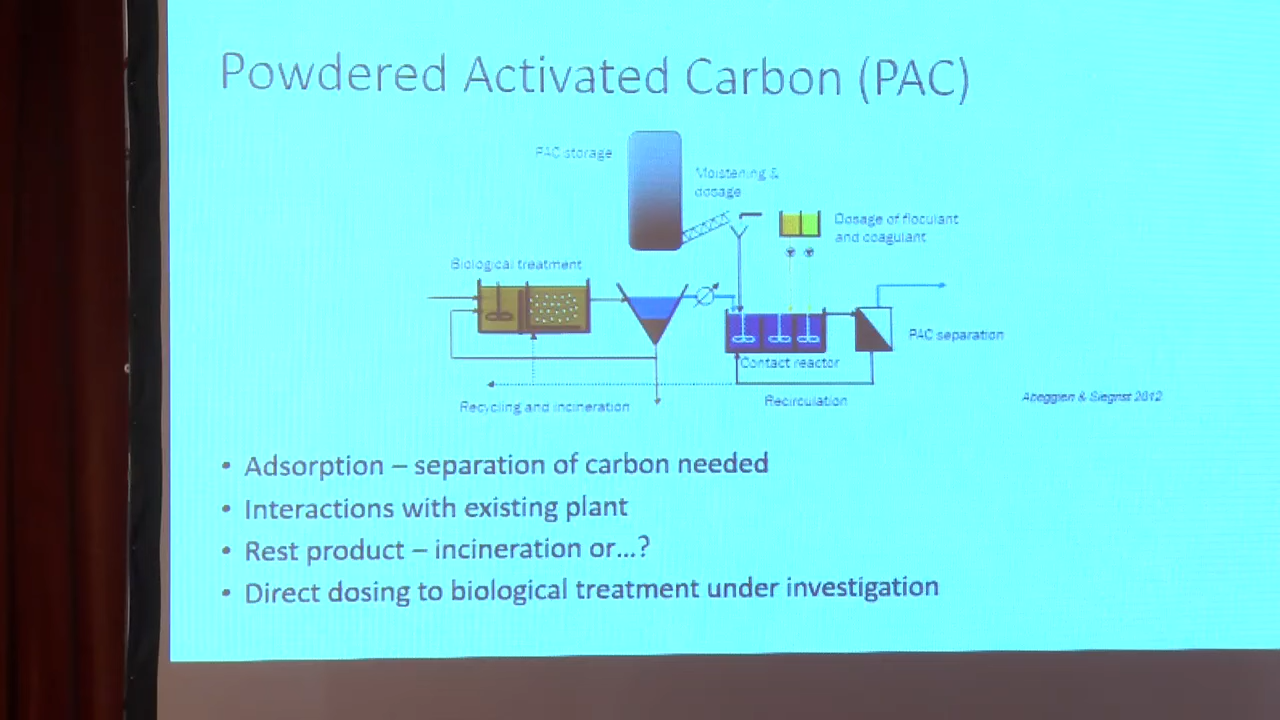 Powdered Activated Carbon (PAC)
PAC storage
Moistening &
dosage
Dosage of floculant
and coagulant
Biological treatment
PAC separation
Contact reactor
Recycling and incineration
Recirculation
Abegglen & Siegrist 2012
• Adsorption – separation of carbon needed
• Interactions with existing plant
• Rest product – incineration or...?
• Direct dosing to biological treatment under investigation